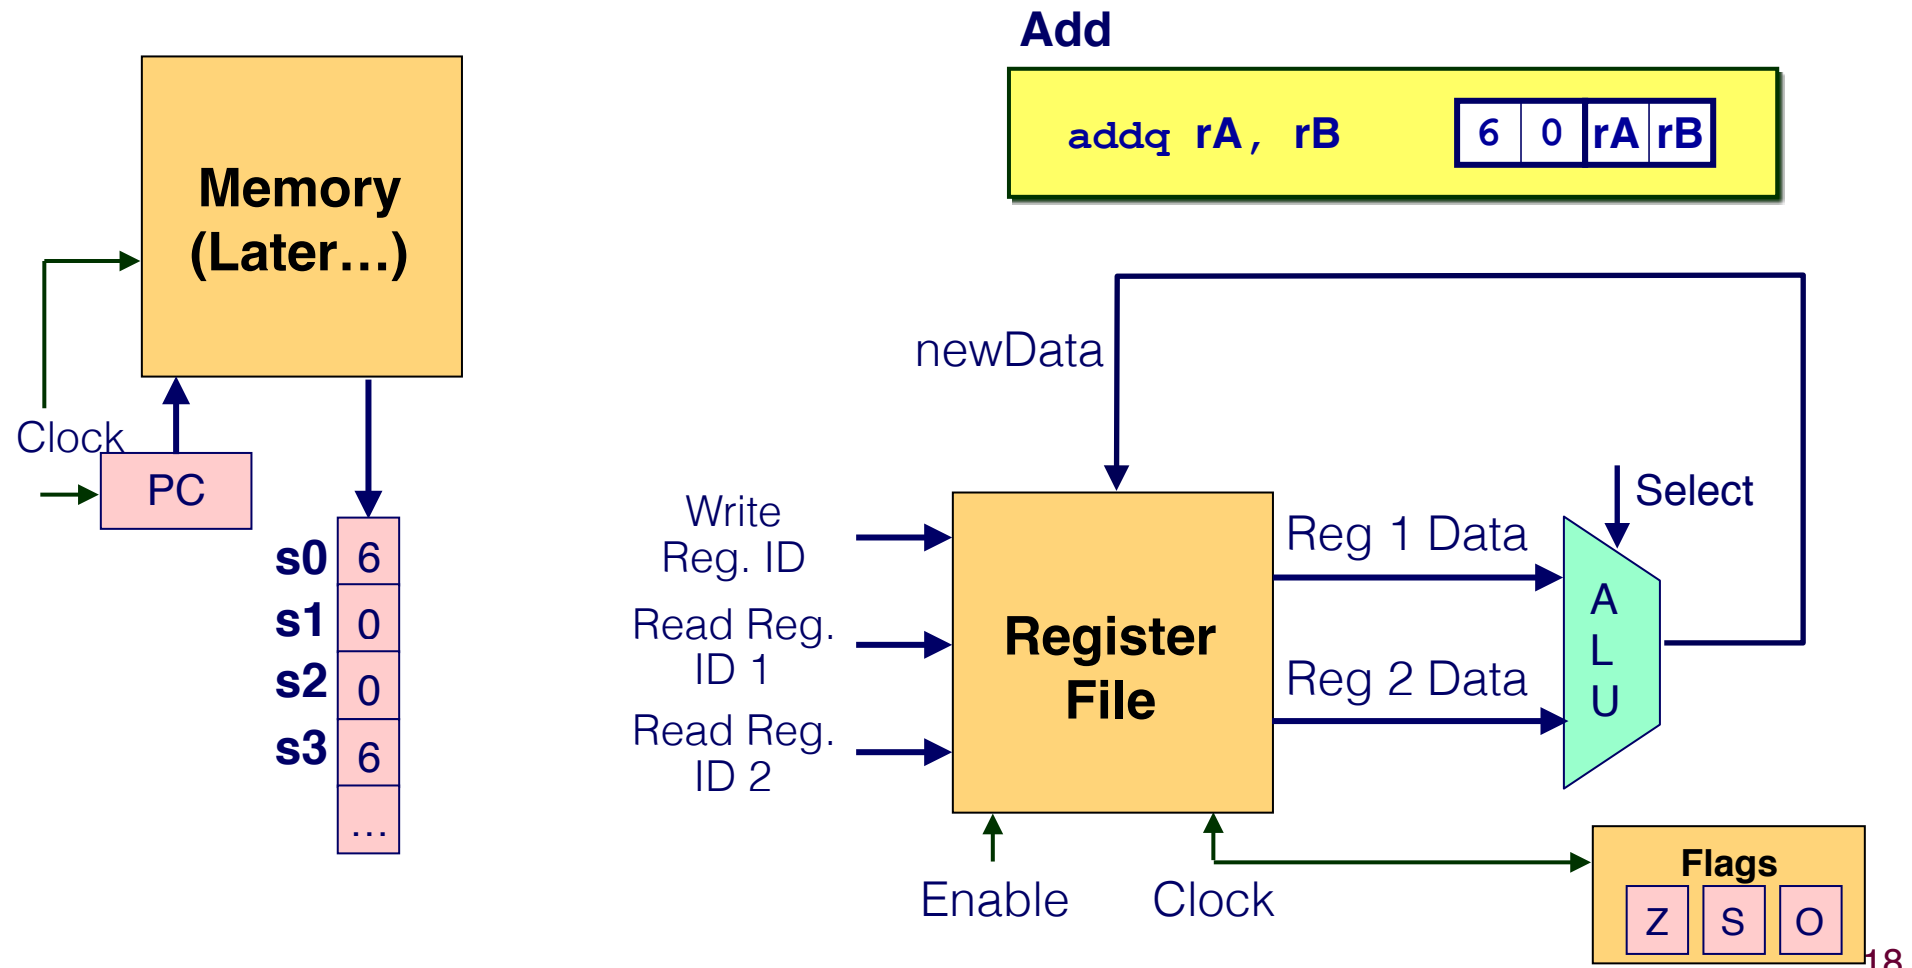 Add
addq rA, rB
6 0 rA rB
Memory
(Later...)
Clock
PC
s0 6
s1 0
s2 0
s3 6
...
newData
Write
Reg. ID
Read Reg.
ID 1
Read Reg.
ID 2
Register
File
Reg 1 Data
Reg 2 Data
Select
A
L
U
Enable
Clock
Flags
Z S O
18